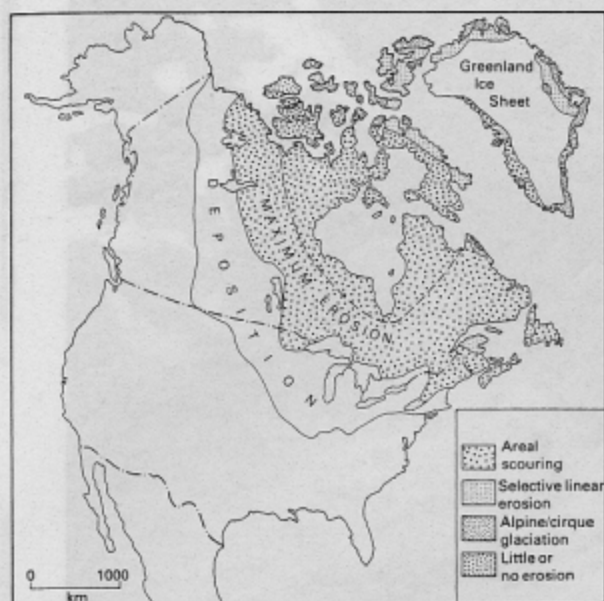 Greenland
Ice
Sheet
DEPOSITION
MAXIMUM EROSION
Areal
scouring
Selective linear
erosion
Alpine/cirque
glaciation
Little or
no erosion
0 1000
km